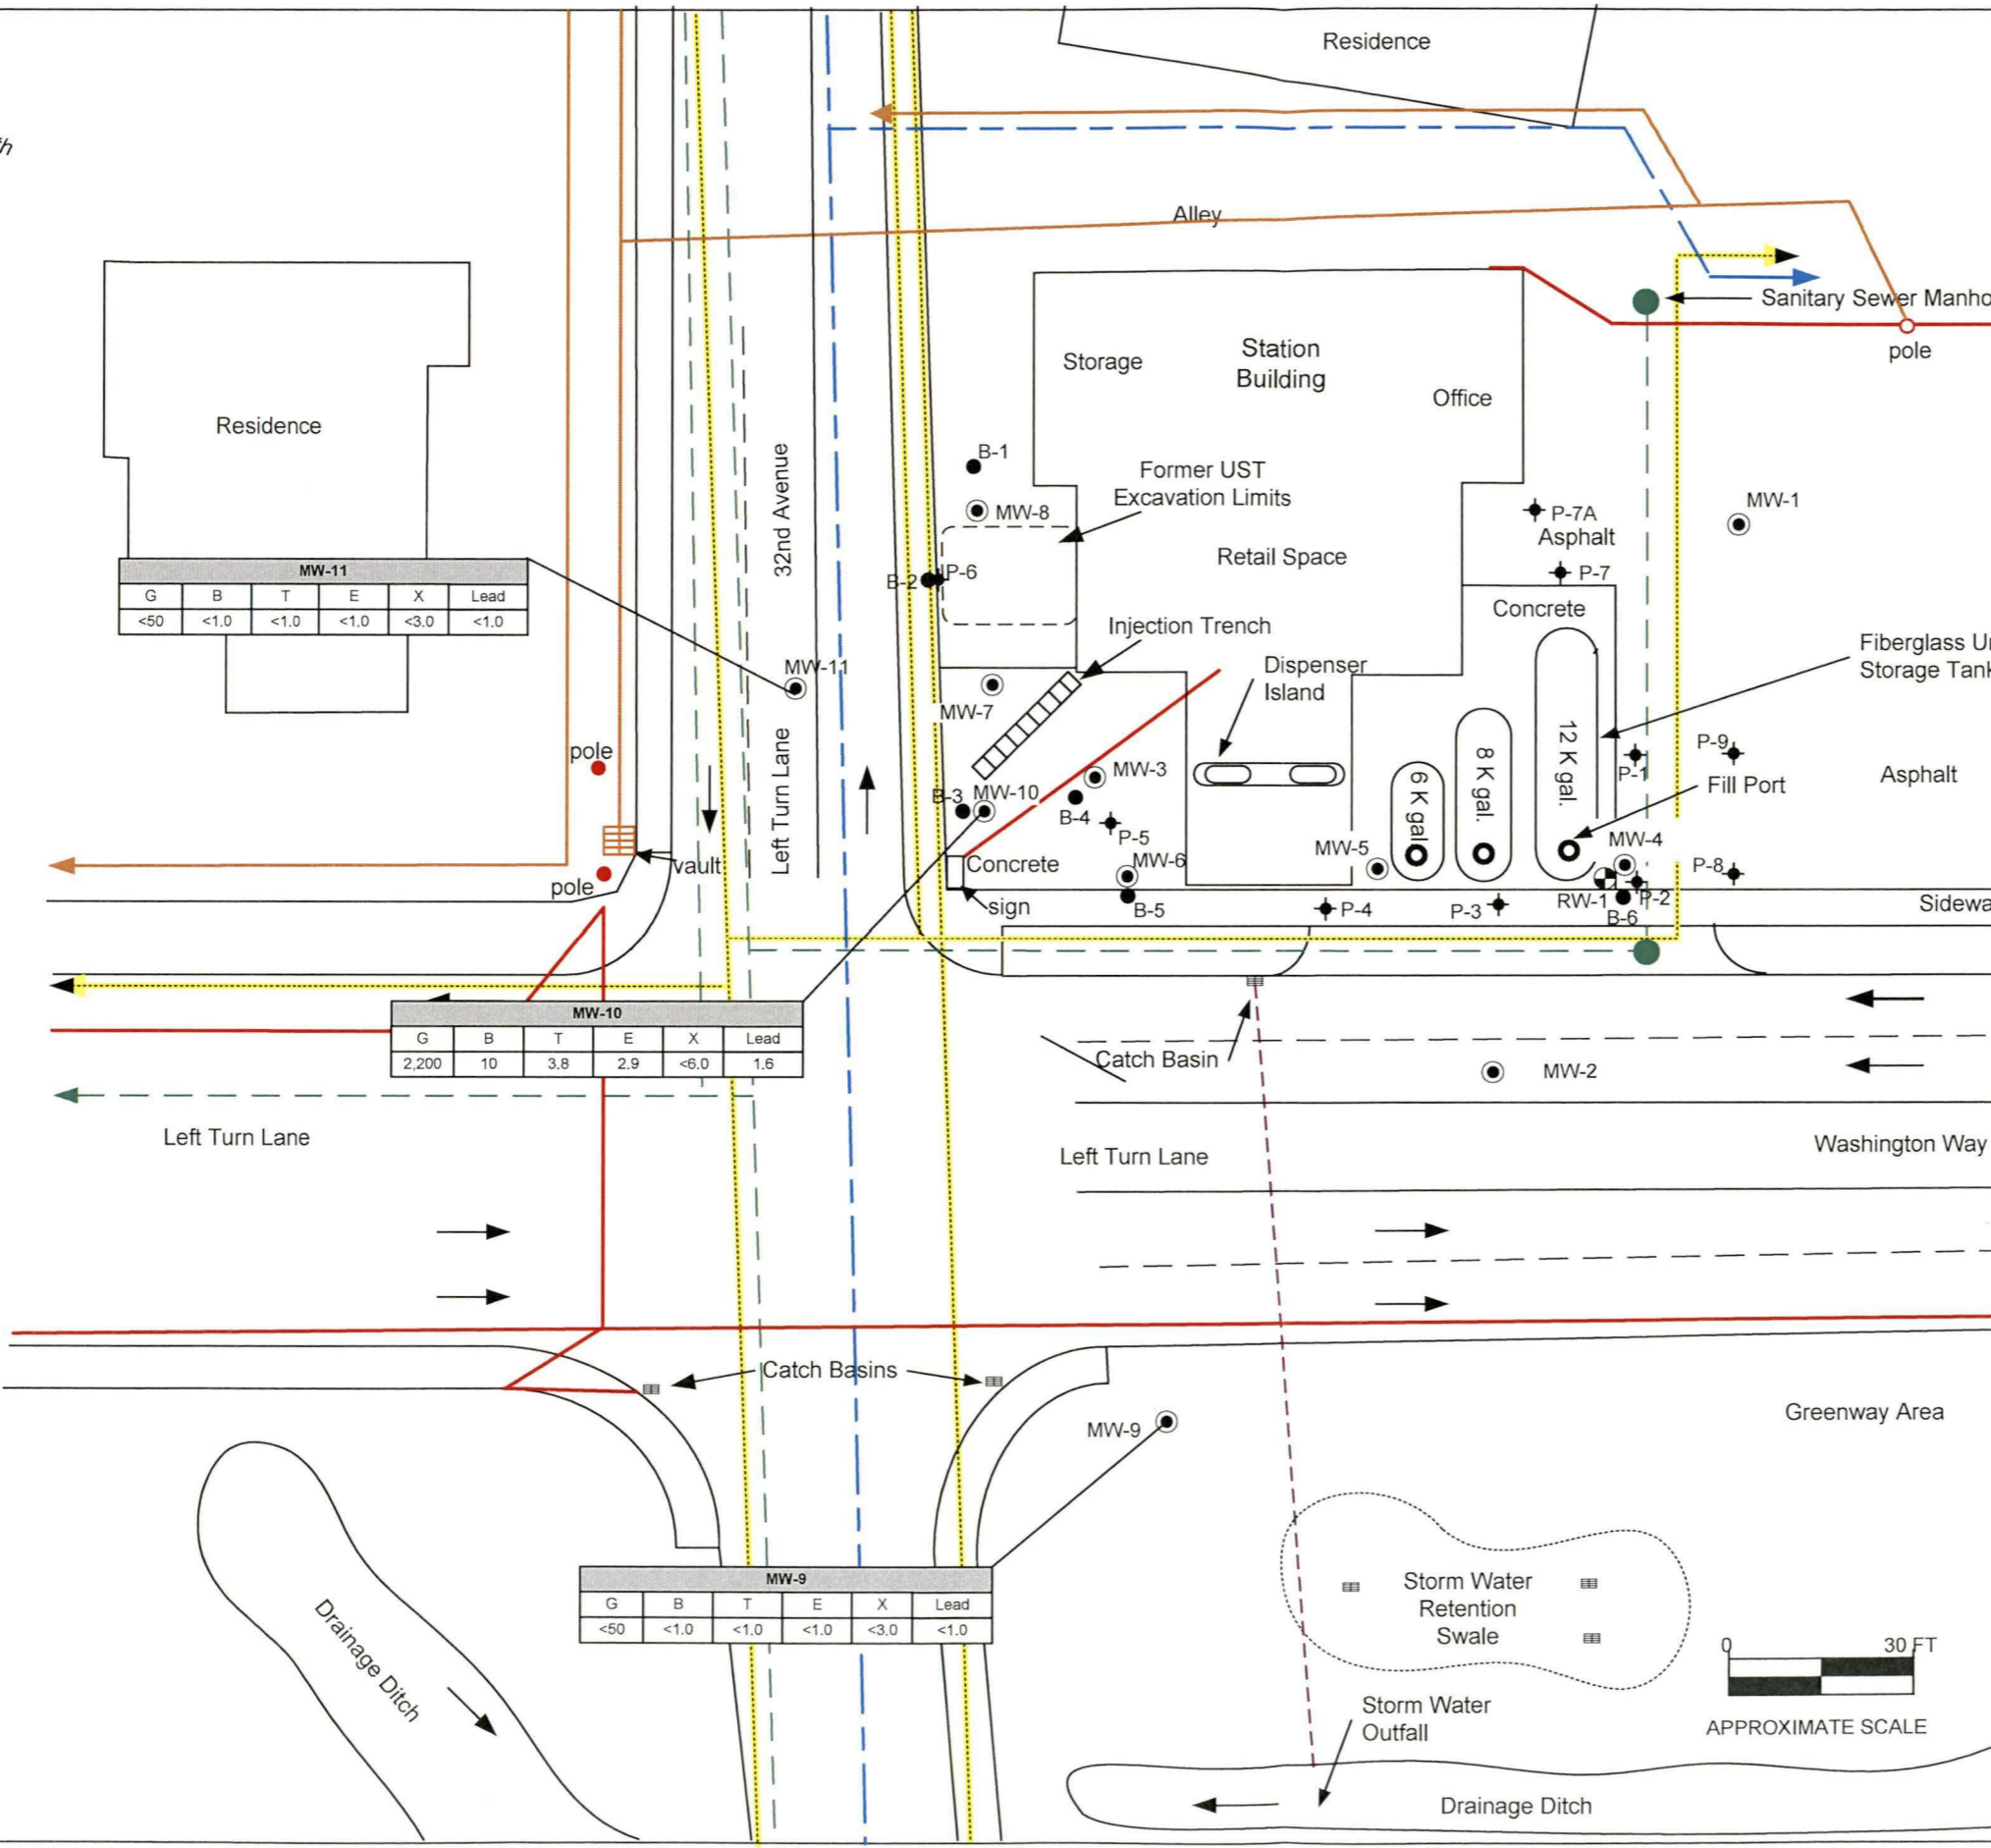 Residence
Alley
Sanitary Sewer Manho
pole
Storage
Station
Building
Office
Residence
B-1
Former UST
Excavation Limits
MW-8
32nd Avenue
P-7A
Asphalt
MW-1
Retail Space
B-2
P-6
P-7
MW-11
G B T E X Lead
<50 <1.0 <1.0 <1.0 <3.0 <1.0
Concrete
Injection Trench
Fiberglass Un
Storage Tank
MW-11
Dispenser
Island
MW-7
pole
Left Turn Lane
MW-3
6 K gal.
8 K gal.
12 K gal.
P-9
P-1
Asphalt
Fill Port
B-3
MW-10
B-4
P-5
MW-5
MW-4
vault
Concrete
MW-6
P-8
pole
sign
B-5
P-4
P-3
RW-1
P-2
B-6
Sidewa
MW-10
G B T E X Lead
2,200 10 3.8 2.9 <6.0 1.6
Catch Basin
MW-2
Left Turn Lane
Left Turn Lane
Washington Way
Catch Basins
MW-9
Greenway Area
MW-9
G B T E X Lead
<50 <1.0 <1.0 <1.0 <3.0 <1.0
Storm Water
Retention
Swale
Drainage Ditch
0 30 FT
APPROXIMATE SCALE
Storm Water
Outfall
Drainage Ditch